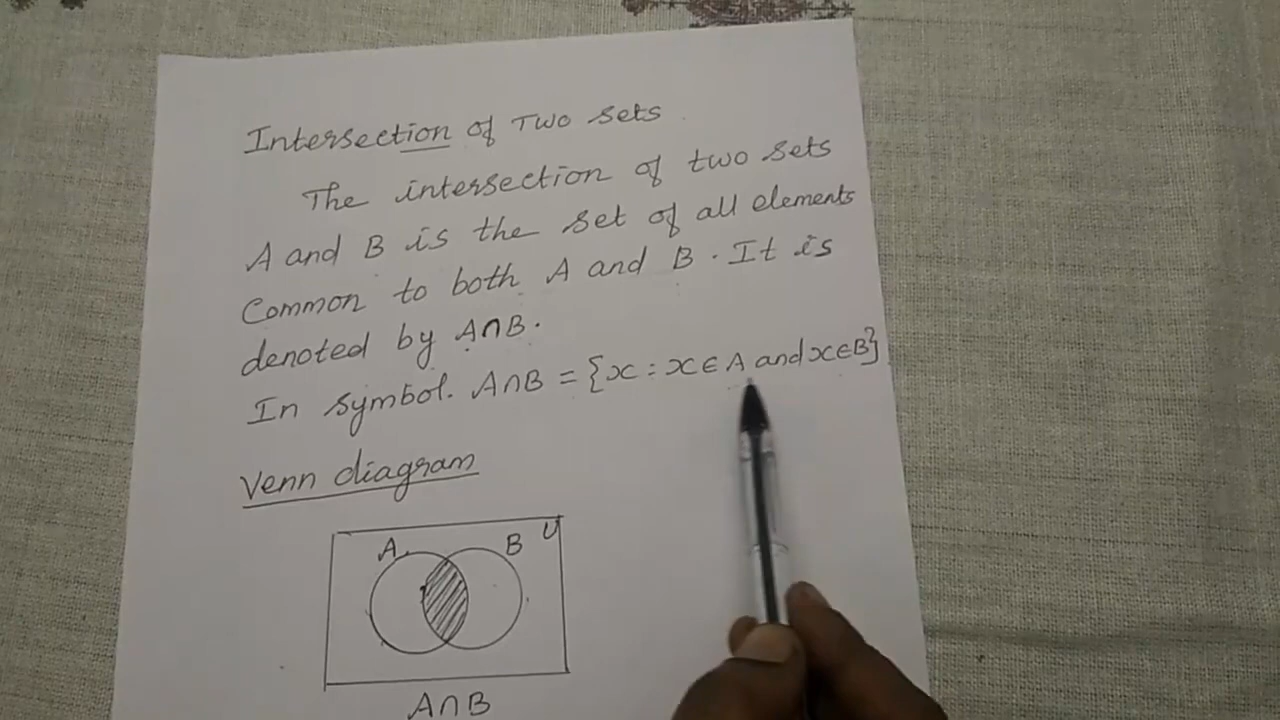 Intersection of Two sets
The intersection of two sets
A and B is the set of all elements
Common to both A and B. It is
denoted by A∩B.
In symbol. A∩B = {x : x∈A and x∈B}
Venn diagram
A B U
A∩B